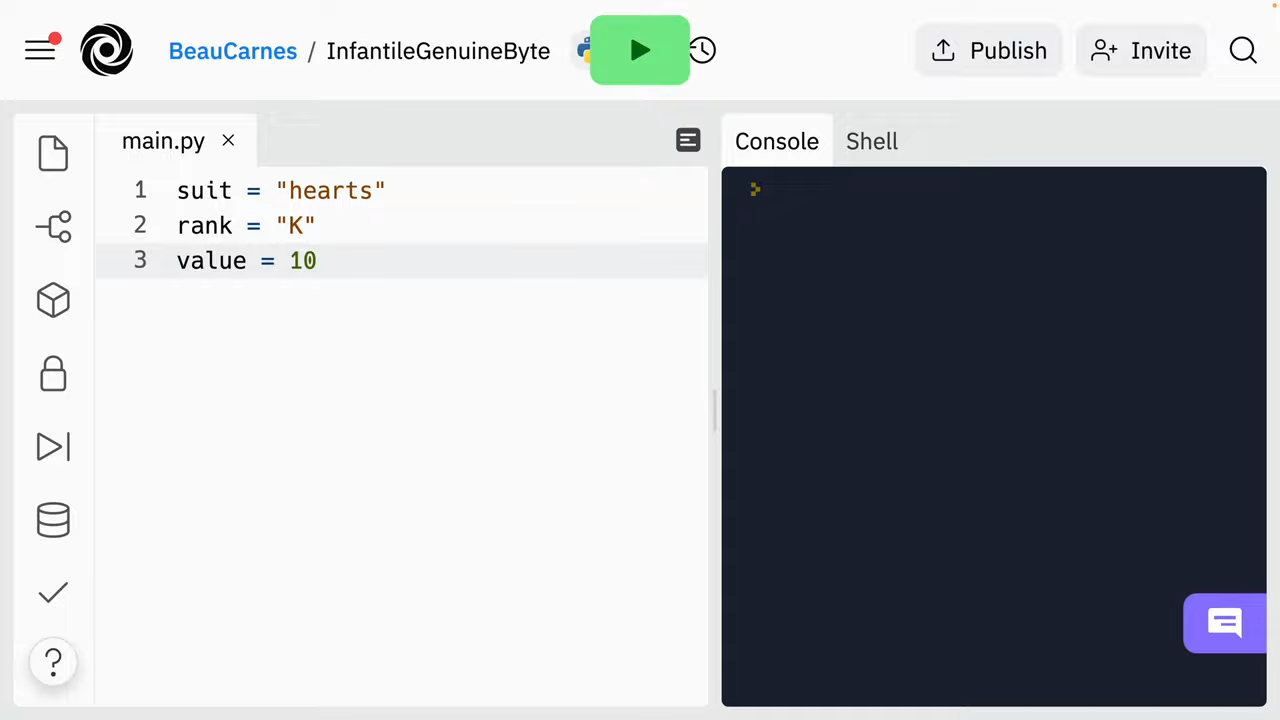 BeauCarnes / InfantileGenuineByte
Publish
Invite
main.py
Console
Shell
1 suit = "hearts"
2 rank = "K"
3 value = 10
?